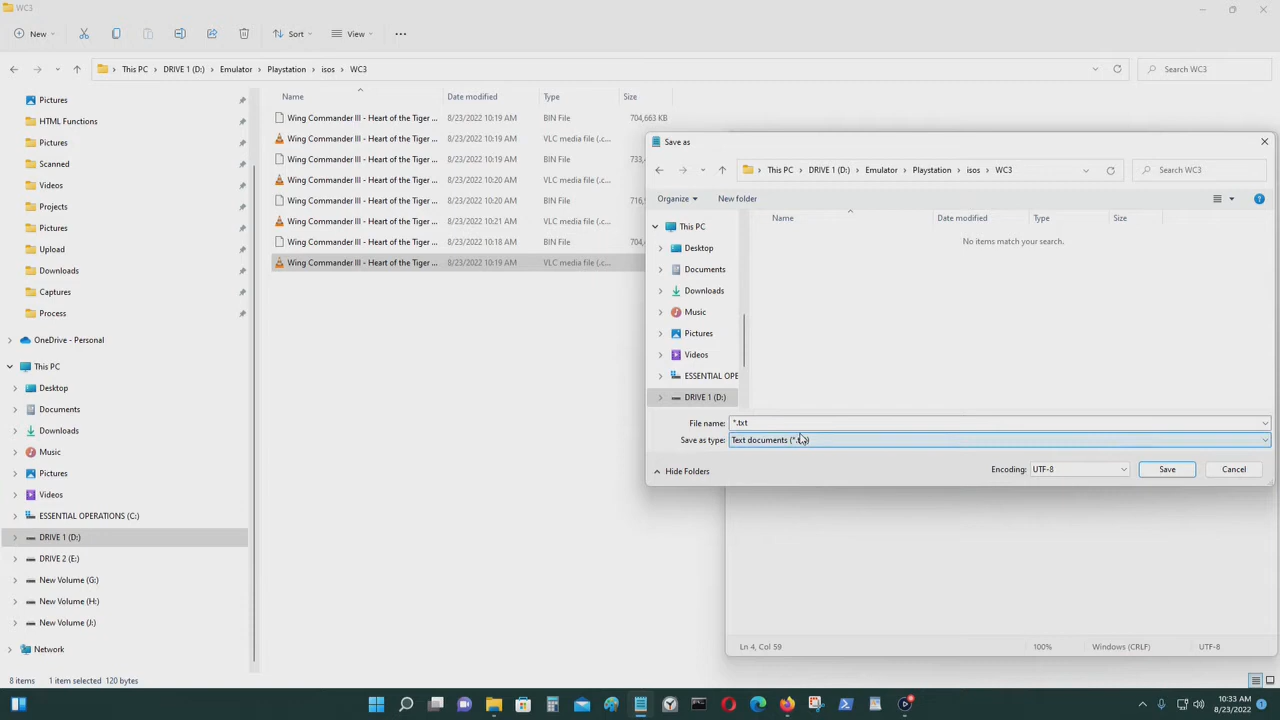 WC3
New
Sort
View
This PC
DRIVE 1 (D:)
Emulator
Playstation
isos
WC3
Search WC3
Pictures
HTML Functions
Pictures
Scanned
Videos
Projects
Pictures
Upload
Downloads
Captures
Process
OneDrive - Personal
This PC
Desktop
Documents
Downloads
Music
Pictures
Videos
ESSENTIAL OPERATIONS (C:)
DRIVE 1 (D:)
DRIVE 2 (E:)
New Volume (G:)
New Volume (H:)
New Volume (J:)
Network
8 items
1 item selected 120 bytes
Name Date modified Type Size
Wing Commander III - Heart of the Tiger ... 8/23/2022 10:19 AM BIN File 704,663 KB
Wing Commander III - Heart of the Tiger ... 8/23/2022 10:19 AM VLC media file (.c...
Wing Commander III - Heart of the Tiger ... 8/23/2022 10:19 AM BIN File 733,
Wing Commander III - Heart of the Tiger ... 8/23/2022 10:20 AM VLC media file (.c...
Wing Commander III - Heart of the Tiger ... 8/23/2022 10:20 AM BIN File 716,
Wing Commander III - Heart of the Tiger ... 8/23/2022 10:21 AM VLC media file (.c...
Wing Commander III - Heart of the Tiger ... 8/23/2022 10:18 AM BIN File 704,
Wing Commander III - Heart of the Tiger ... 8/23/2022 10:19 AM VLC media file (.c...
Save as
This PC
DRIVE 1 (D:)
Emulator
Playstation
isos
WC3
Search WC3
Organize
New folder
This PC
Desktop
Documents
Downloads
Music
Pictures
Videos
ESSENTIAL OPE
DRIVE 1 (D:)
Name Date modified Type Size
No items match your search.
File name: *.txt
Save as type: Text documents (*.t
Hide Folders
Encoding: UTF-8
Save
Cancel
Ln 4, Col 59
100%
Windows (CRLF)
UTF-8
10:33 AM
8/23/2022